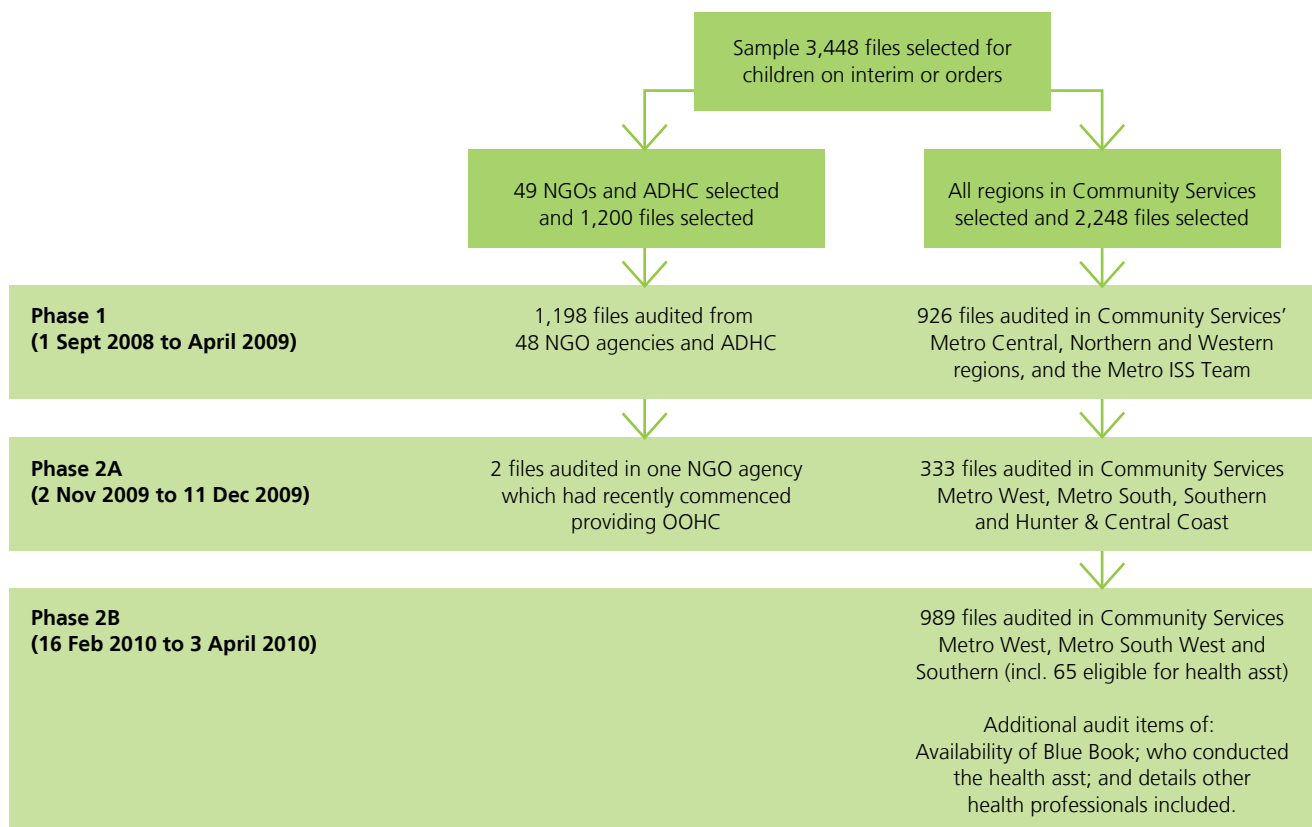 Sample 3,448 files selected for
children on interim or orders
49 NGOs and ADHC selected
and 1,200 files selected
All regions in Community Services
selected and 2,248 files selected
Phase 1
(1 Sept 2008 to April 2009)
1,198 files audited from
48 NGO agencies and ADHC
926 files audited in Community Services’
Metro Central, Northern and Western
regions, and the Metro ISS Team
Phase 2A
(2 Nov 2009 to 11 Dec 2009)
2 files audited in one NGO agency
which had recently commenced
providing OOHC
333 files audited in Community Services
Metro West, Metro South, Southern
and Hunter & Central Coast
Phase 2B
(16 Feb 2010 to 3 April 2010)
989 files audited in Community Services
Metro West, Metro South West and
Southern (incl. 65 eligible for health asst)
Additional audit items of:
Availability of Blue Book; who conducted
the health asst; and details other
health professionals included.